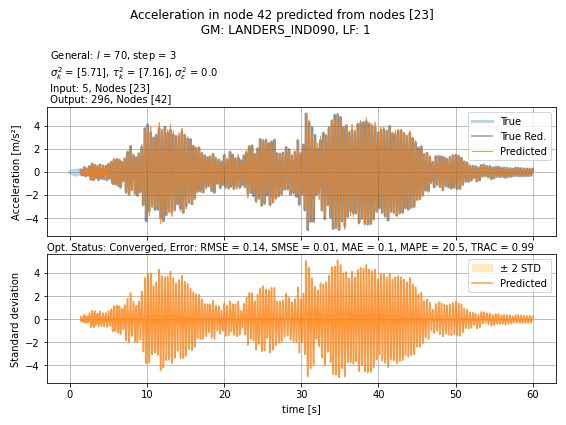 Acceleration in node 42 predicted from nodes [23]
GM: LANDERS_IND090, LF: 1
General: l = 70, step = 3
σ²ₖ = [5.71], τ²ₖ = [7.16], σ²ε = 0.0
Input: 5, Nodes [23]
Output: 296, Nodes [42]
Acceleration [m/s²]
4
2
0
−2
−4
True
True Red.
Predicted
Opt. Status: Converged, Error: RMSE = 0.14, SMSE = 0.01, MAE = 0.1, MAPE = 20.5, TRAC = 0.99
Standard deviation
4
2
0
−2
−4
± 2 STD
Predicted
0 10 20 30 40 50 60
time [s]